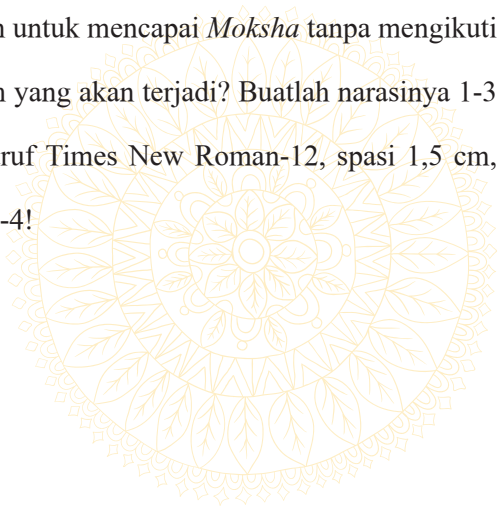 untuk mencapai Moksha tanpa mengikuti
yang akan terjadi? Buatlah narasinya 1-3
Times New Roman-12, spasi 1,5 cm,
-4!